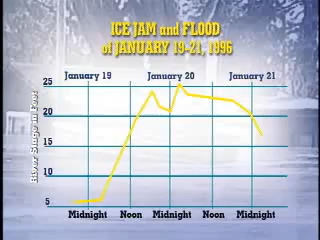 ICE JAM and FLOOD
of JANUARY 19-21, 1996
January 19 January 20 January 21
25
20
15
10
5
River Stage in Feet
Midnight Noon Midnight Noon Midnight